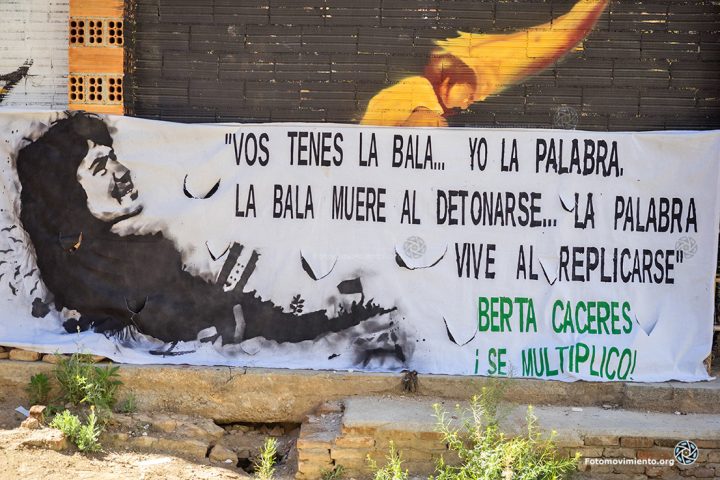 "VOS TENES LA BALA... YO LA PALABRA.
LA BALA MUERE AL DETONARSE... LA PALABRA
VIVE AL REPLICARSE"
BERTA CACERES
¡SE MULTIPLICO!
Fotomovimiento.org